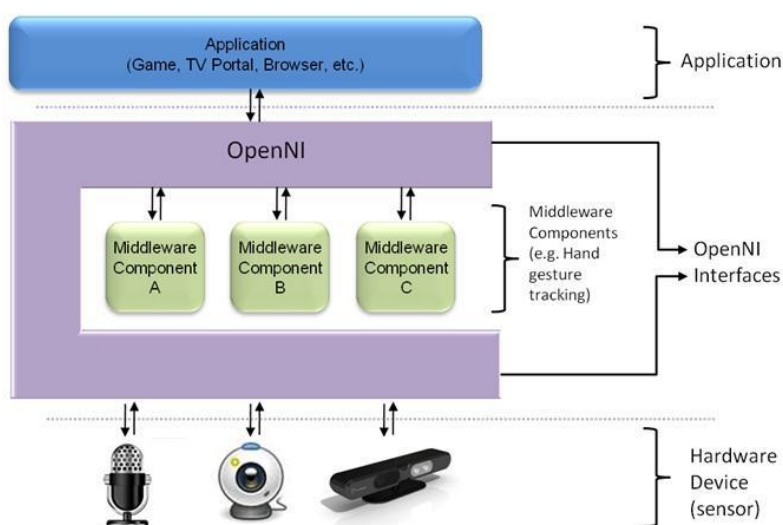 Application
(Game, TV Portal, Browser, etc.)
Application
OpenNI
Middleware
Component
A
Middleware
Component
B
Middleware
Component
C
Middleware
Components
(e.g. Hand
gesture
tracking)
OpenNI
Interfaces
Hardware
Device
(sensor)